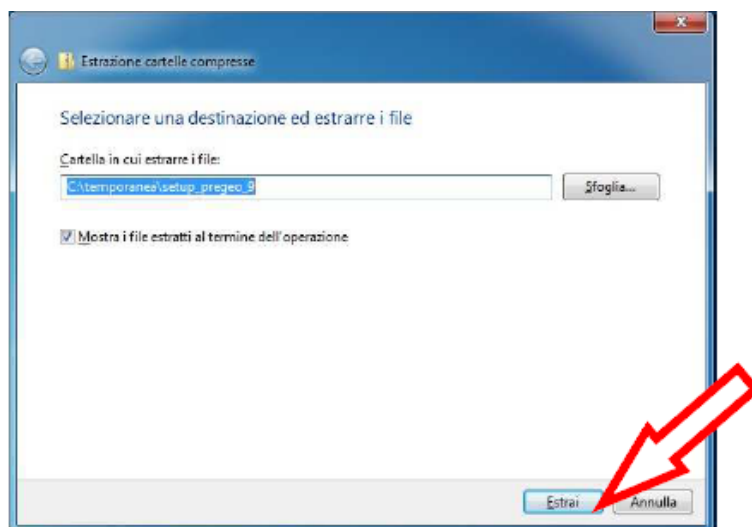 Estrazione cartelle compresse
Selezionare una destinazione ed estrarre i file
Cartella in cui estrarre i file:
C:\temporanea\setup_pregeo_9
Sfoglia...
Mostra i file estratti al termine dell'operazione
Estrai
Annulla